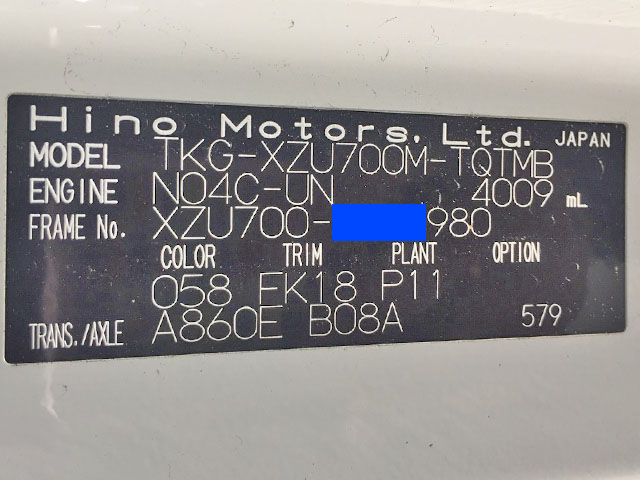 Hino Motors, Ltd. JAPAN
MODEL TKG-XZU700M-TQTMB
ENGINE N04C-UN 4009 mL
FRAME No. XZU700- 980
COLOR TRIM PLANT OPTION
058 EK18 P11
TRANS./AXLE A860E B08A 579